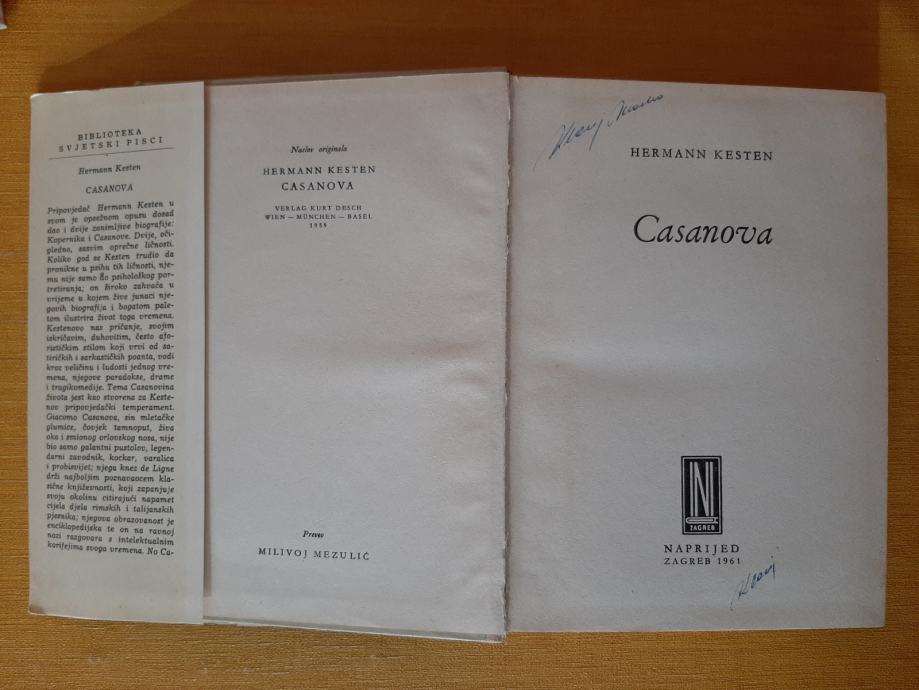 BIBLIOTEKA
SVJETSKI PISCI
Hermann Kesten
CASANOVA
Pripovjedač Hermann Kesten u
svom je opsežnom opusu dosad
dao i dvije zanimljive biografije:
Kopernika i Casanove. Dvije, oči-
gledno, sasvim oprečne ličnosti.
Koliko god se Kesten trudio da
pronikne u psihu tih ličnosti, nje-
mu nije samo do psihološkog por-
tretiranja; on široko zahvaća u
vrijeme u kojem žive junaci nje-
govih biografija i bogatom pale-
tom ilustrira život toga vremena.
Kestenovo nas pričanje, svojim
iskričavim, duhovitim, često afo-
rističkim stilom koji vrvi od sa-
tiričkih i sarkastičkih poanta, vodi
kroz veličinu i ludosti jednog vre-
mena, njegove paradokse, drame
i tragikomedije. Tema Casanovina
života jest kao stvorena za Keste-
nov pripovjedački temperament.
Giacomo Casanova, sin mletačke
glumice, čovjek tamnoput, živa
oka i smionog orlovskog nosa, nije
bio samo galantni pustolov, legen-
darni zavodnik, kockar, varalica
i probisvijet; njega knez de Ligne
drži najboljim poznavaocem kla-
sične književnosti, koji zapanjuje
svoju okolinu citirajući napamet
cijela djela rimskih i talijanskih
pjesnika; njegova obrazovanost je
enciklopedijska te on na ravnoj
nozi razgovara s intelektualnim
korifejima svoga vremena. No Ca-
Naslov originala
HERMANN KESTEN
CASANOVA
VERLAG KURT DESCH
WIEN — MÜNCHEN — BASEL
1959
Preveo
MILIVOJ MEZULIĆ
HERMANN KESTEN
Casanova
N
ZAGREB
NAPRIJED
ZAGREB 1961